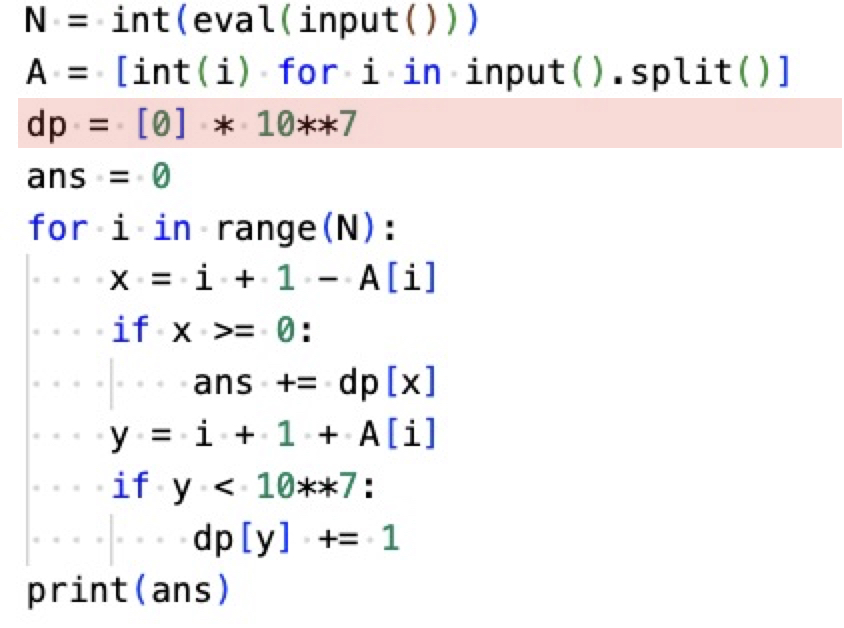 N = int(eval(input()))
A = [int(i) for i in input().split()]
dp = [0] * 10**7
ans = 0
for i in range(N):
    x = i + 1 - A[i]
    if x >= 0:
        ans += dp[x]
    y = i + 1 + A[i]
    if y < 10**7:
        dp[y] += 1
print(ans)